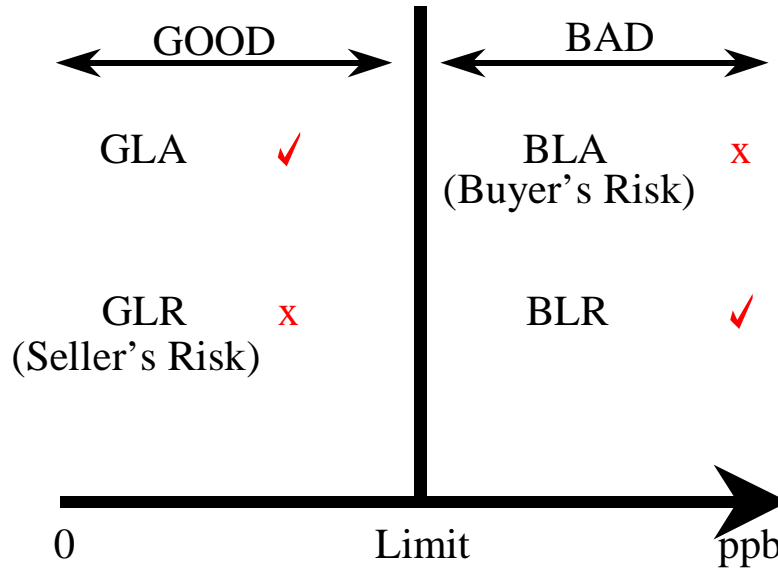 GOOD BAD
GLA ✓ BLA x
(Buyer's Risk)
GLR x BLR ✓
(Seller's Risk)
0 Limit ppb